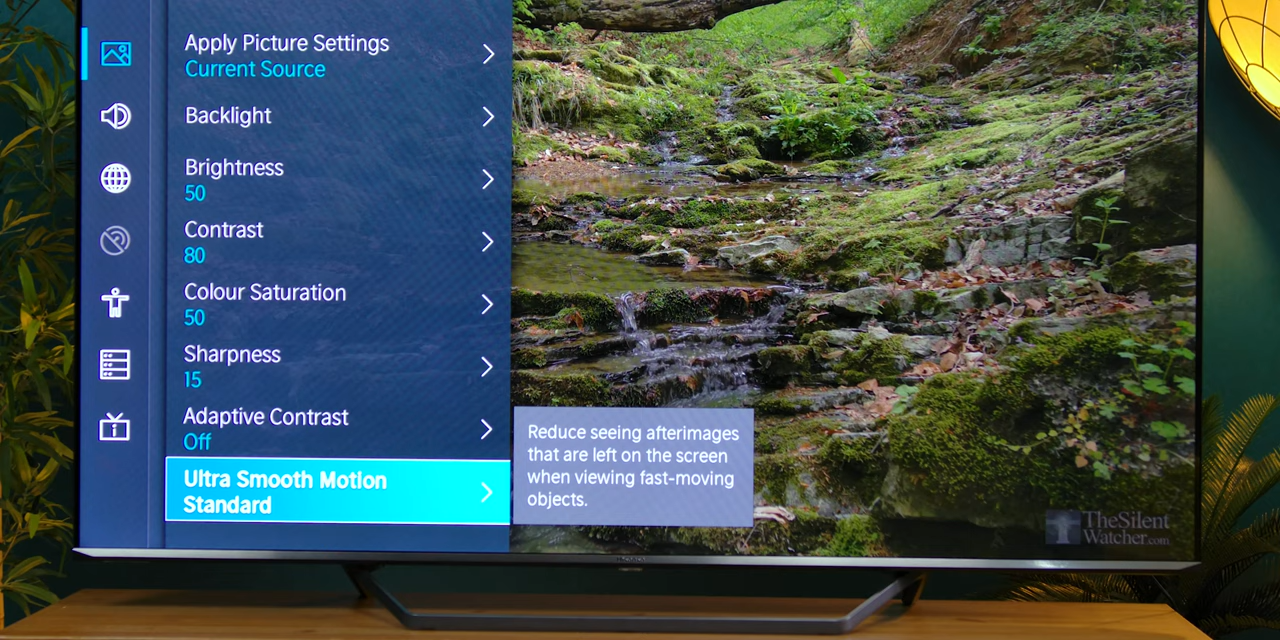 Apply Picture Settings
Current Source
Backlight
Brightness
50
Contrast
80
Colour Saturation
50
Sharpness
15
Adaptive Contrast
Off
Ultra Smooth Motion
Standard
Reduce seeing afterimages
that are left on the screen
when viewing fast-moving
objects.
TheSilent
Watcher.com